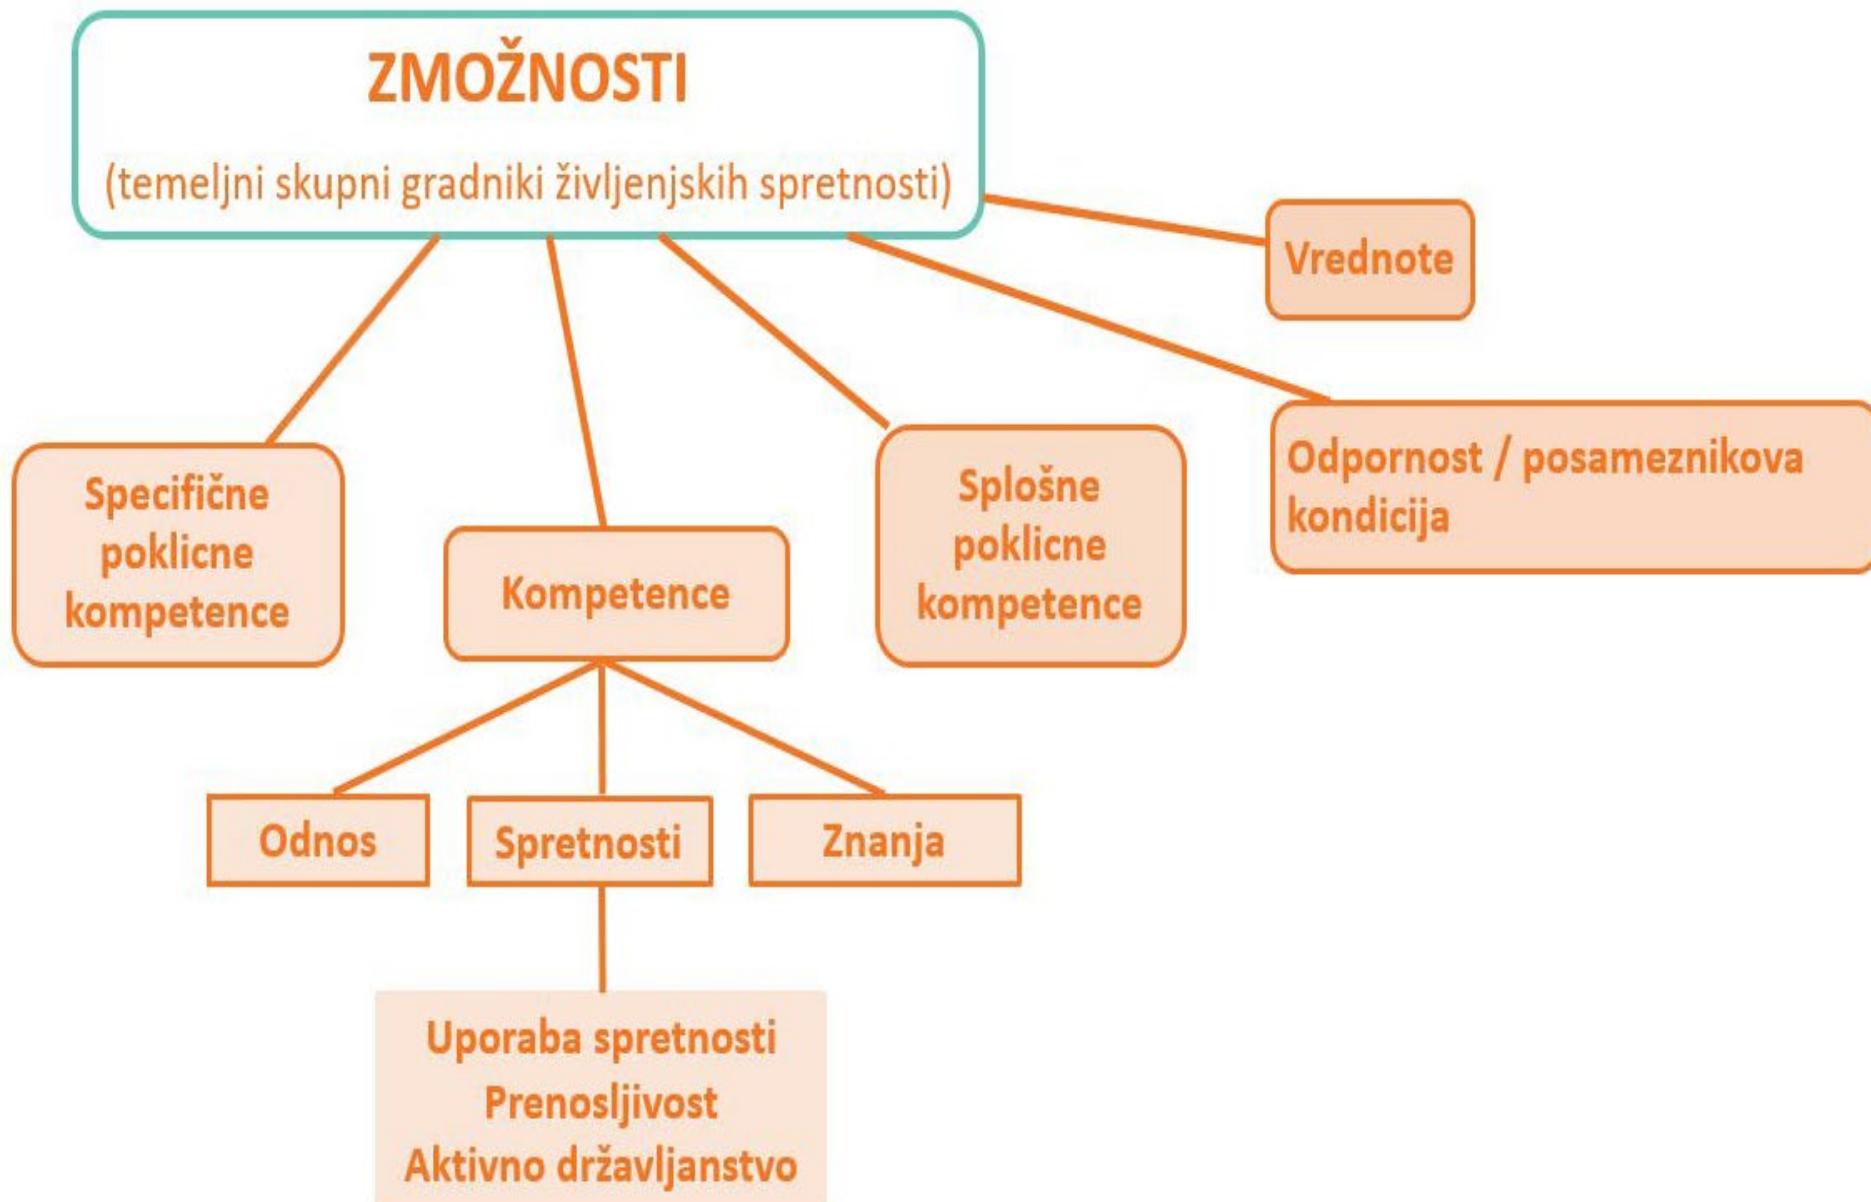 ZMOŽNOSTI
(temeljni skupni gradniki življenjskih spretnosti)
Vrednote
Odpornost / posameznikova
kondicija
Specifične
poklicne
kompetence
Kompetence
Splošne
poklicne
kompetence
Odnos
Spretnosti
Znanja
Uporaba spretnosti
Prenosljivost
Aktivno državljanstvo